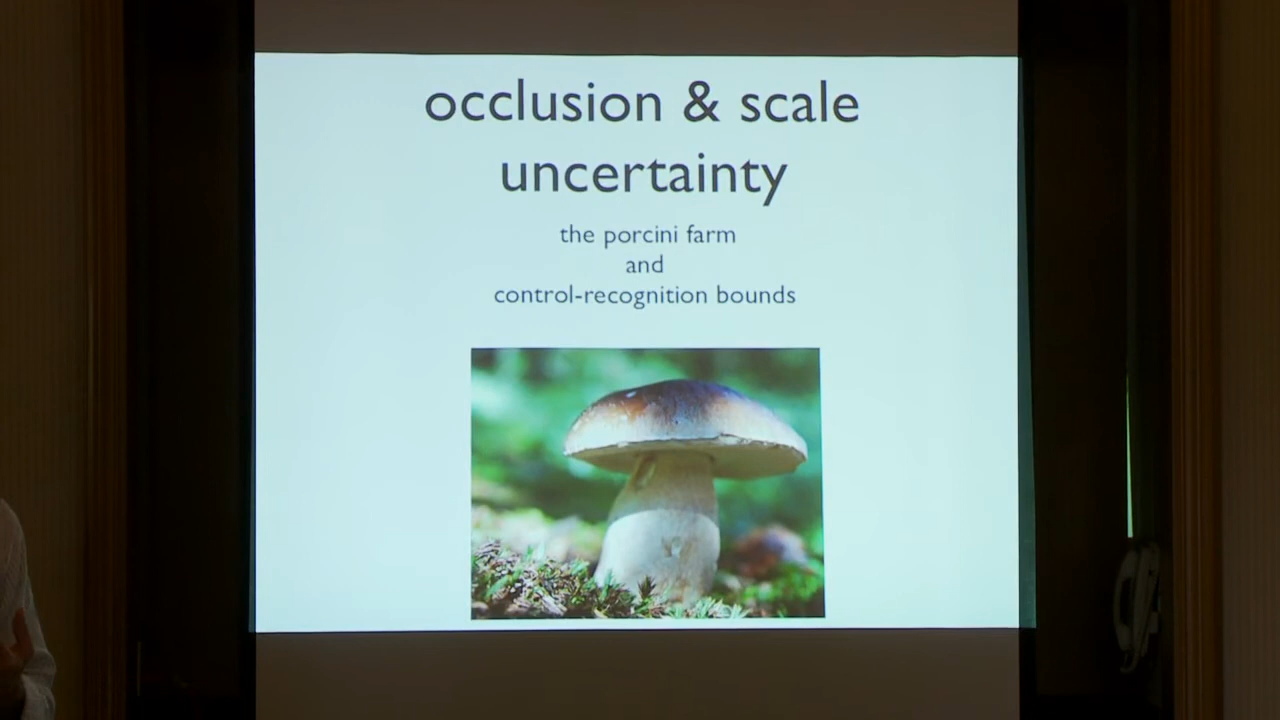 occlusion & scale
uncertainty
the porcini farm
and
control-recognition bounds